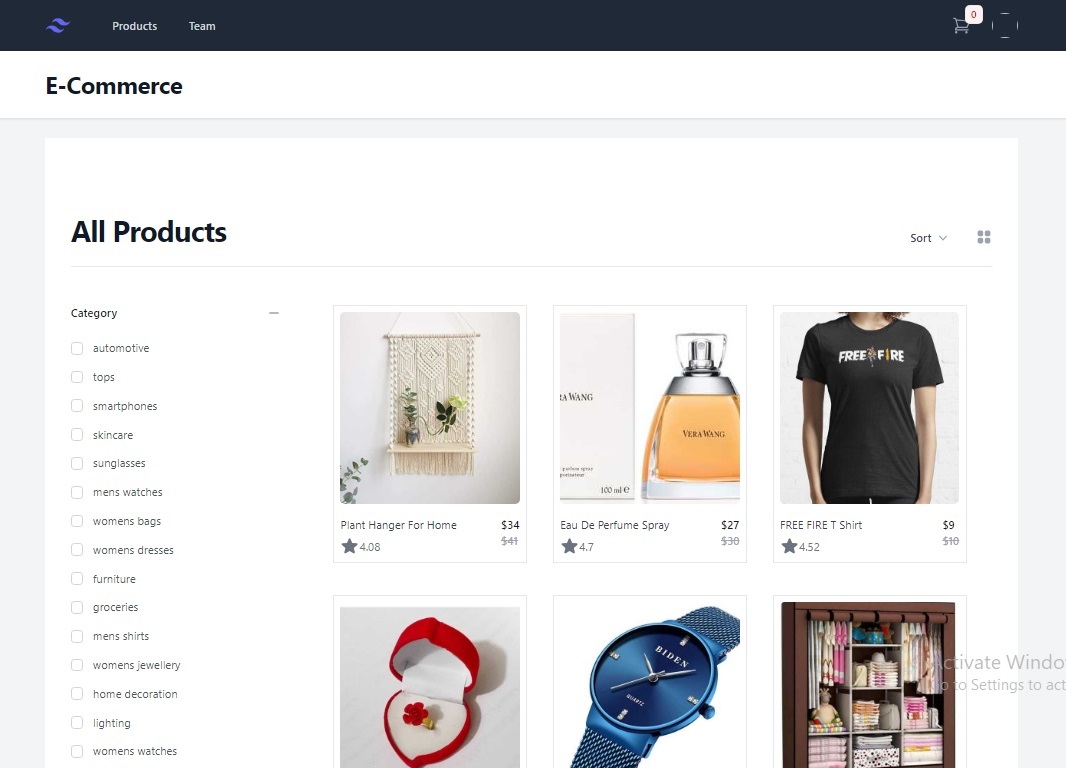 Products Team 0
E-Commerce
All Products
Sort
Category
automotive
tops
smartphones
skincare
sunglasses
mens watches
womens bags
womens dresses
furniture
groceries
mens shirts
womens jewellery
home decoration
lighting
womens watches
RA WANG
VERA WANG
100 ml e
FREE FIRE
Plant Hanger For Home $34
4.08 $41
Eau De Perfume Spray $27
4.7 $30
FREE FIRE T Shirt $9
4.52 $10
BIDEN
QUARTZ
Activate Windo
o to Settings to act